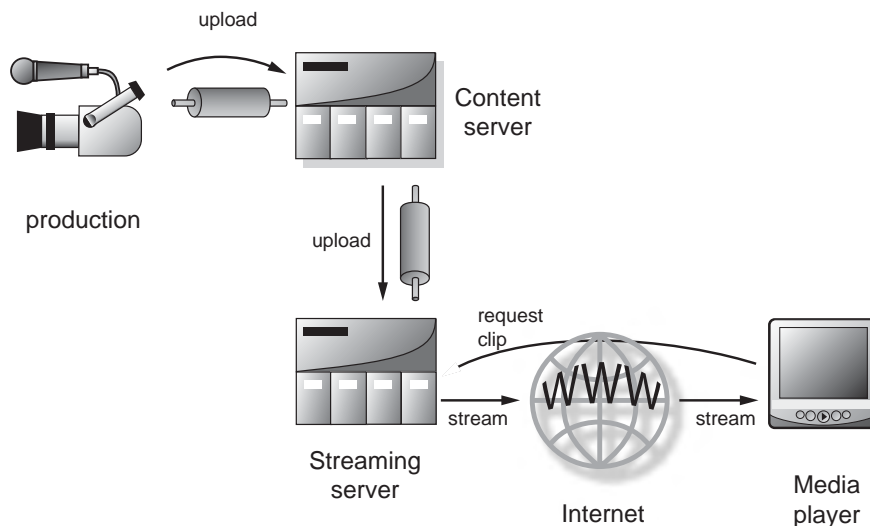 upload
Content
server
production
upload
request
clip
WWW
stream
stream
Streaming
server
Internet
Media
player